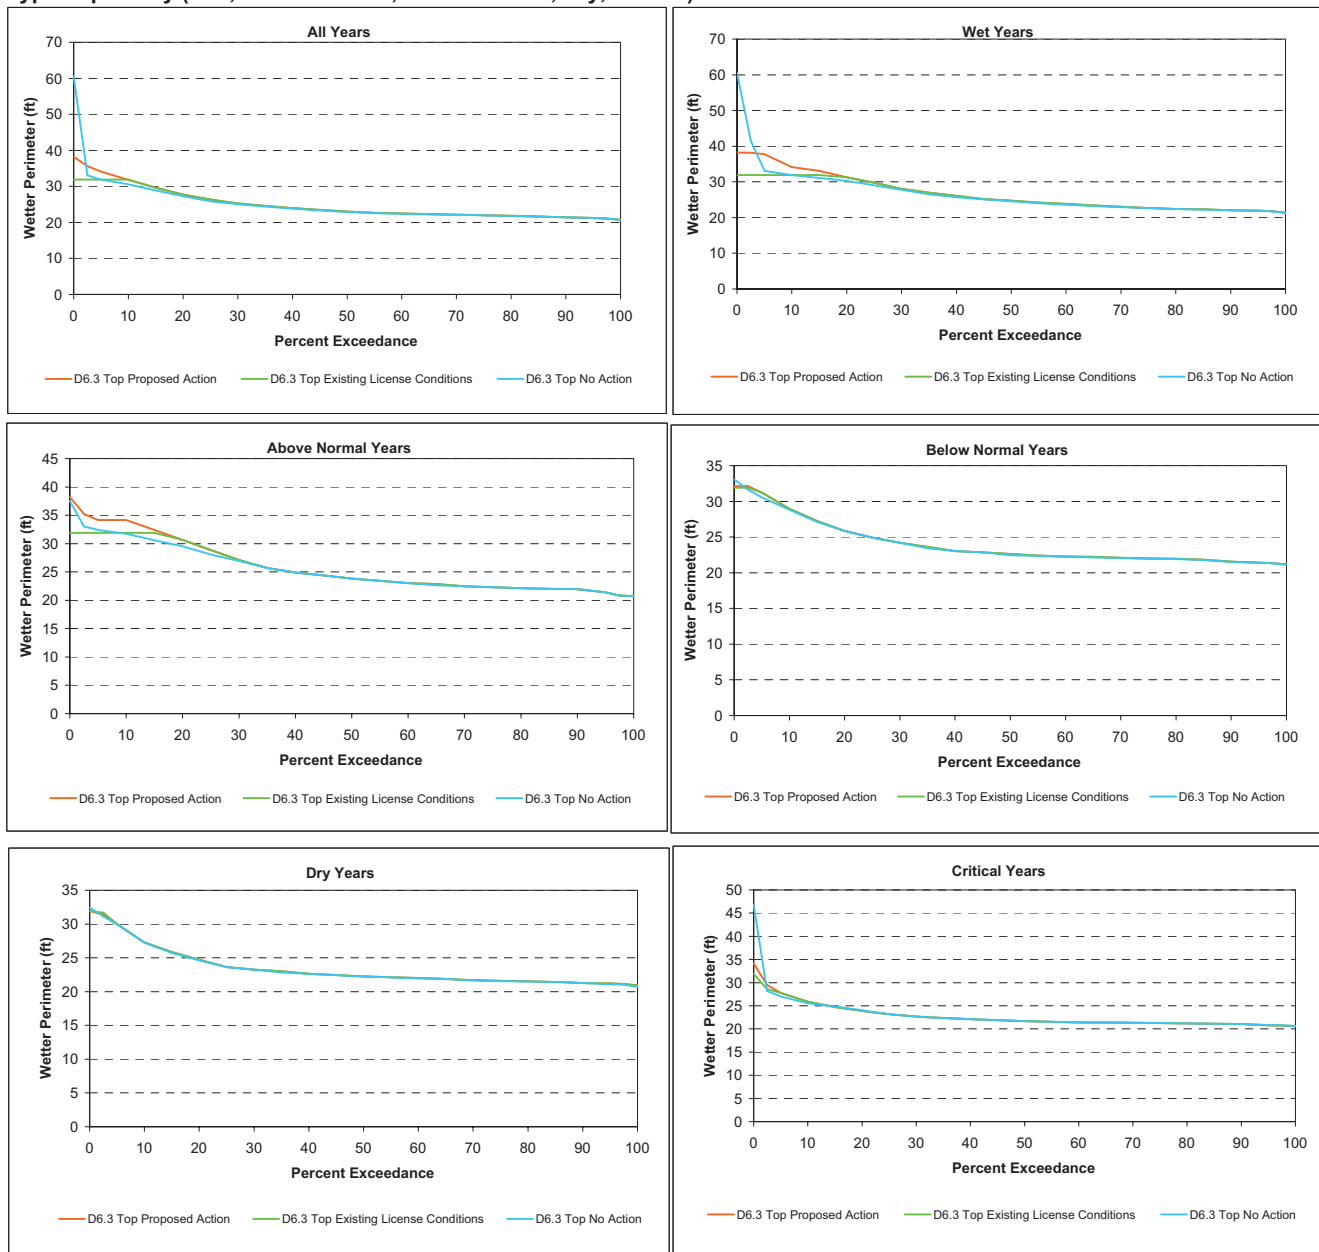 All Years
Wetter Perimeter (ft)
70
60
50
40
30
20
10
0
0 10 20 30 40 50 60 70 80 90 100
Percent Exceedance
D6.3 Top Proposed Action D6.3 Top Existing License Conditions D6.3 Top No Action
Wet Years
Wetter Perimeter (ft)
70
60
50
40
30
20
10
0
0 10 20 30 40 50 60 70 80 90 100
Percent Exceedance
D6.3 Top Proposed Action D6.3 Top Existing License Conditions D6.3 Top No Action
Above Normal Years
Wetter Perimeter (ft)
45
40
35
30
25
20
15
10
5
0
0 10 20 30 40 50 60 70 80 90 100
Percent Exceedance
D6.3 Top Proposed Action D6.3 Top Existing License Conditions D6.3 Top No Action
Below Normal Years
Wetter Perimeter (ft)
35
30
25
20
15
10
5
0
0 10 20 30 40 50 60 70 80 90 100
Percent Exceedance
D6.3 Top Proposed Action D6.3 Top Existing License Conditions D6.3 Top No Action
Dry Years
Wetter Perimeter (ft)
35
30
25
20
15
10
5
0
0 10 20 30 40 50 60 70 80 90 100
Percent Exceedance
D6.3 Top Proposed Action D6.3 Top Existing License Conditions D6.3 Top No Action
Critical Years
Wetter Perimeter (ft)
50
45
40
35
30
25
20
15
10
5
0
0 10 20 30 40 50 60 70 80 90 100
Percent Exceedance
D6.3 Top Proposed Action D6.3 Top Existing License Conditions D6.3 Top No Action